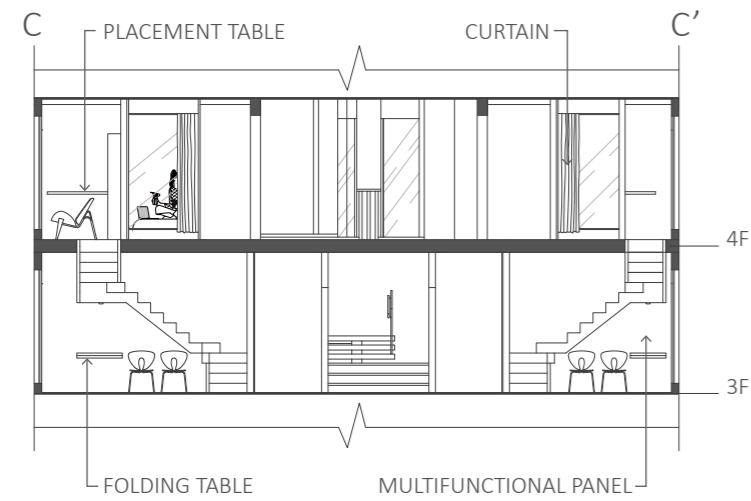 C C’
PLACEMENT TABLE CURTAIN
4F
3F
FOLDING TABLE MULTIFUNCTIONAL PANEL